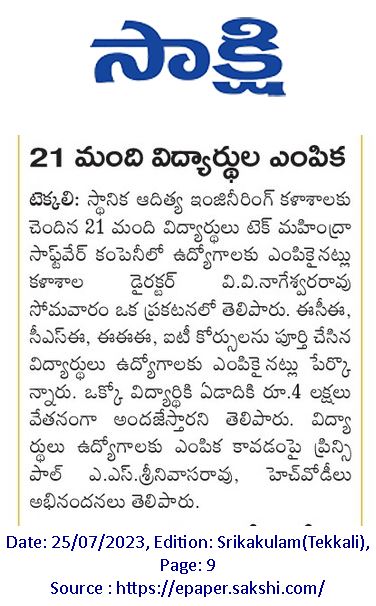 సాక్షి
21 మంది విద్యార్థుల ఎంపిక
టెక్కలి: స్థానిక ఆదిత్య ఇంజినీరింగ్ కళాశాలకు
చెందిన 21 మంది విద్యార్థులు టెక్ మహింద్రా
సాఫ్ట్‌వేర్ కంపెనీలో ఉద్యోగాలకు ఎంపికైనట్లు
కళాశాల డైరెక్టర్ వి.వి.నాగేశ్వరరావు
సోమవారం ఒక ప్రకటనలో తెలిపారు. ఈసీఈ,
సీఎస్ఈ, ఈఈఈ, ఐటీ కోర్సులను పూర్తి చేసిన
విద్యార్థులు ఉద్యోగాలకు ఎంపికైనట్లు పేర్కొ
న్నారు. ఒక్కో విద్యార్థికి ఏడాదికి రూ.4 లక్షలు
వేతనంగా అందజేస్తారని తెలిపారు. విద్యా
ర్థులు ఉద్యోగాలకు ఎంపిక కావడంపై ప్రిన్సి
పాల్ ఎ.ఎస్.శ్రీనివాసరావు, హెచ్‌వోడీలు
అభినందనలు తెలిపారు.
Date: 25/07/2023, Edition: Srikakulam(Tekkali),
Page: 9
Source : https://epaper.sakshi.com/